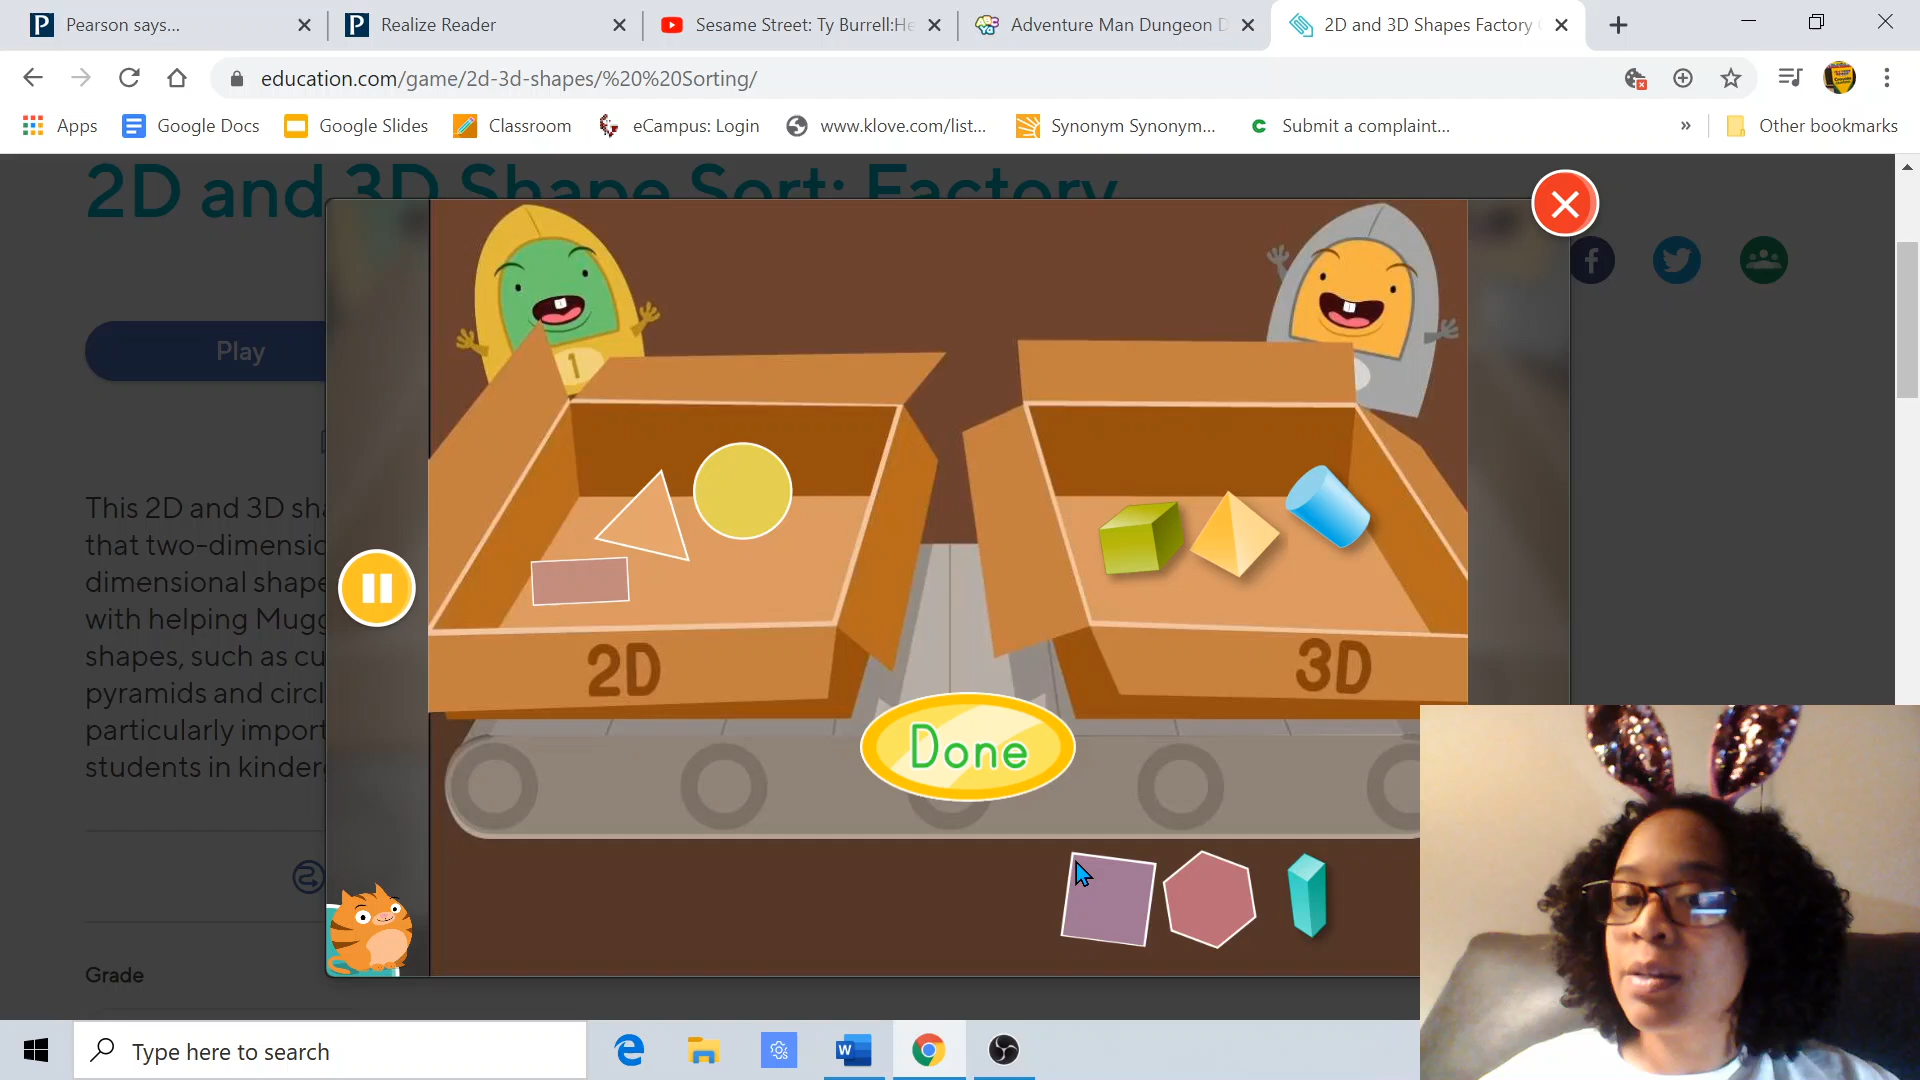 Pearson says...
Realize Reader
Sesame Street: Ty Burrell:He
Adventure Man Dungeon D
2D and 3D Shapes Factory
education.com/game/2d-3d-shapes/%20%20Sorting/
Apps
Google Docs
Google Slides
Classroom
eCampus: Login
www.klove.com/list...
Synonym Synonym...
Submit a complaint...
»
Other bookmarks
2D and 3D Shape Sort: Factory
Play
1
This 2D and 3D sha
that two-dimensio
dimensional shape
with helping Mugg
shapes, such as cu
pyramids and circl
particularly import
students in kinder
2D
3D
Done
Grade
Type here to search